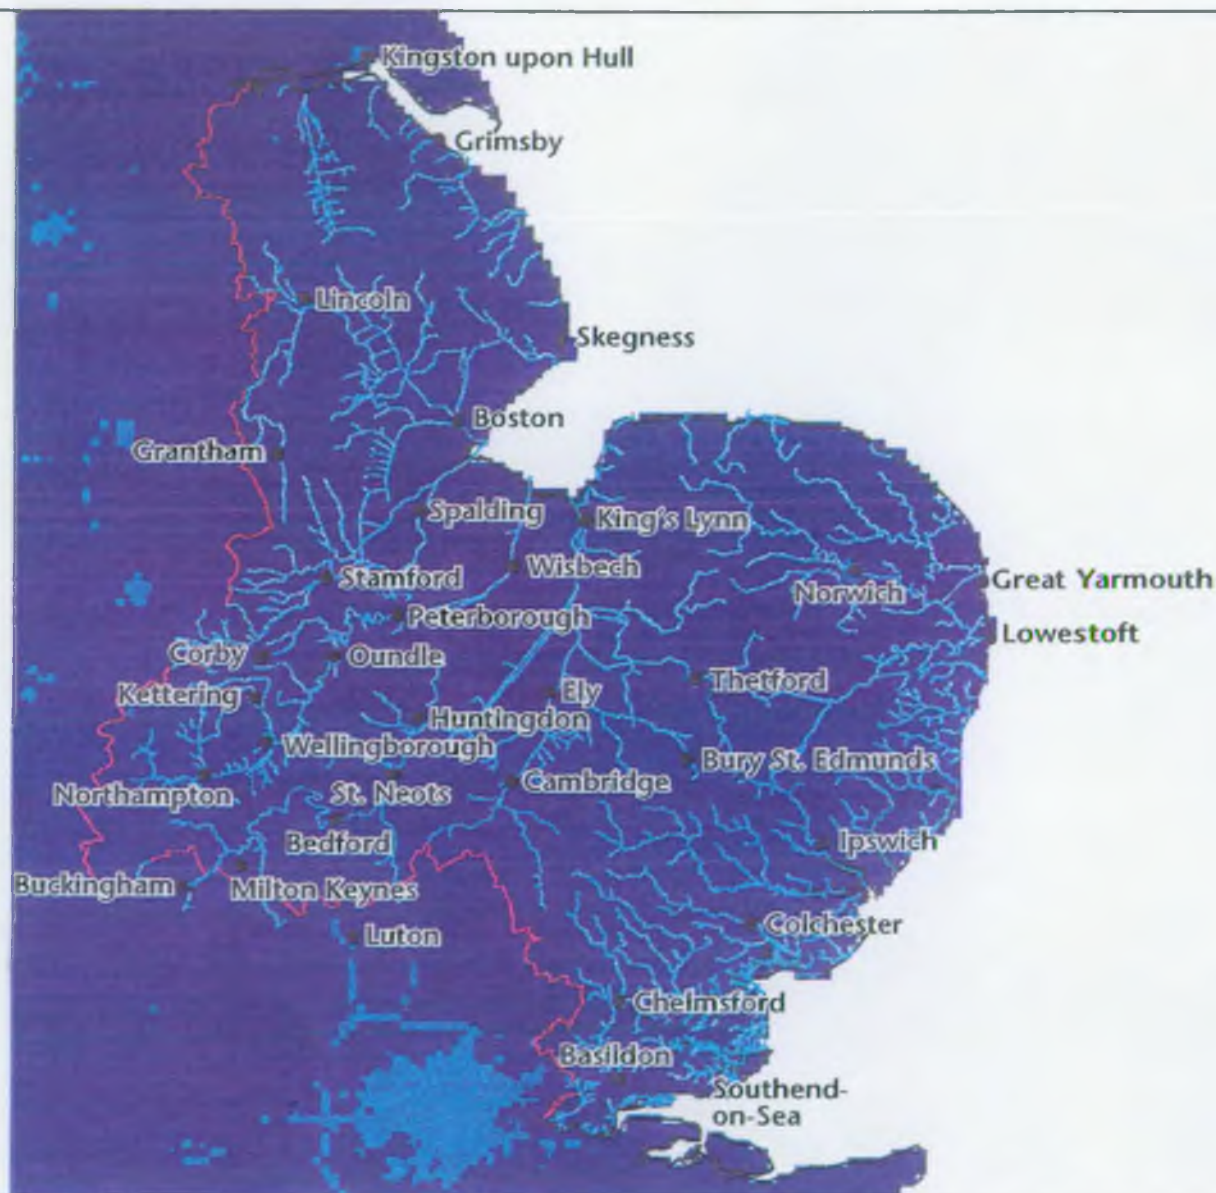 Kingston upon Hull
Grimsby
Lincoln
Skegness
Boston
Grantham
Spalding
King's Lynn
Wisbech
Stamford
Norwich
Great Yarmouth
Peterborough
Lowestoft
Corby
Oundle
Kettering
Ely
Thetford
Huntingdon
Wellingborough
Bury St. Edmunds
Northampton
St. Neots
Cambridge
Bedford
Ipswich
Buckingham
Milton Keynes
Luton
Colchester
Chelmsford
Basildon
Southend-
on-Sea